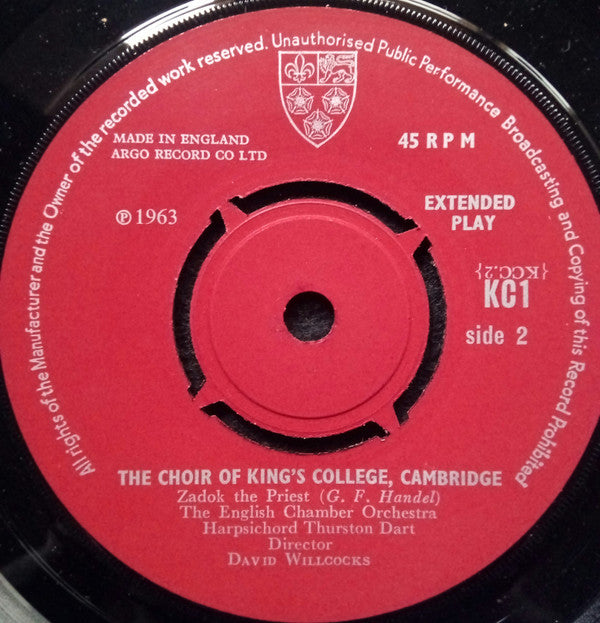 All rights of the Manufacturer and the Owner of the recorded work reserved. Unauthorised Public Performance Broadcasting and Copying of this Record Prohibited
MADE IN ENGLAND
ARGO RECORD CO LTD
45 RPM
℗ 1963
EXTENDED
PLAY
{KCC.2}
KC1
side 2
THE CHOIR OF KING'S COLLEGE, CAMBRIDGE
Zadok the Priest (G. F. Handel)
The English Chamber Orchestra
Harpsichord Thurston Dart
Director
DAVID WILLCOCKS